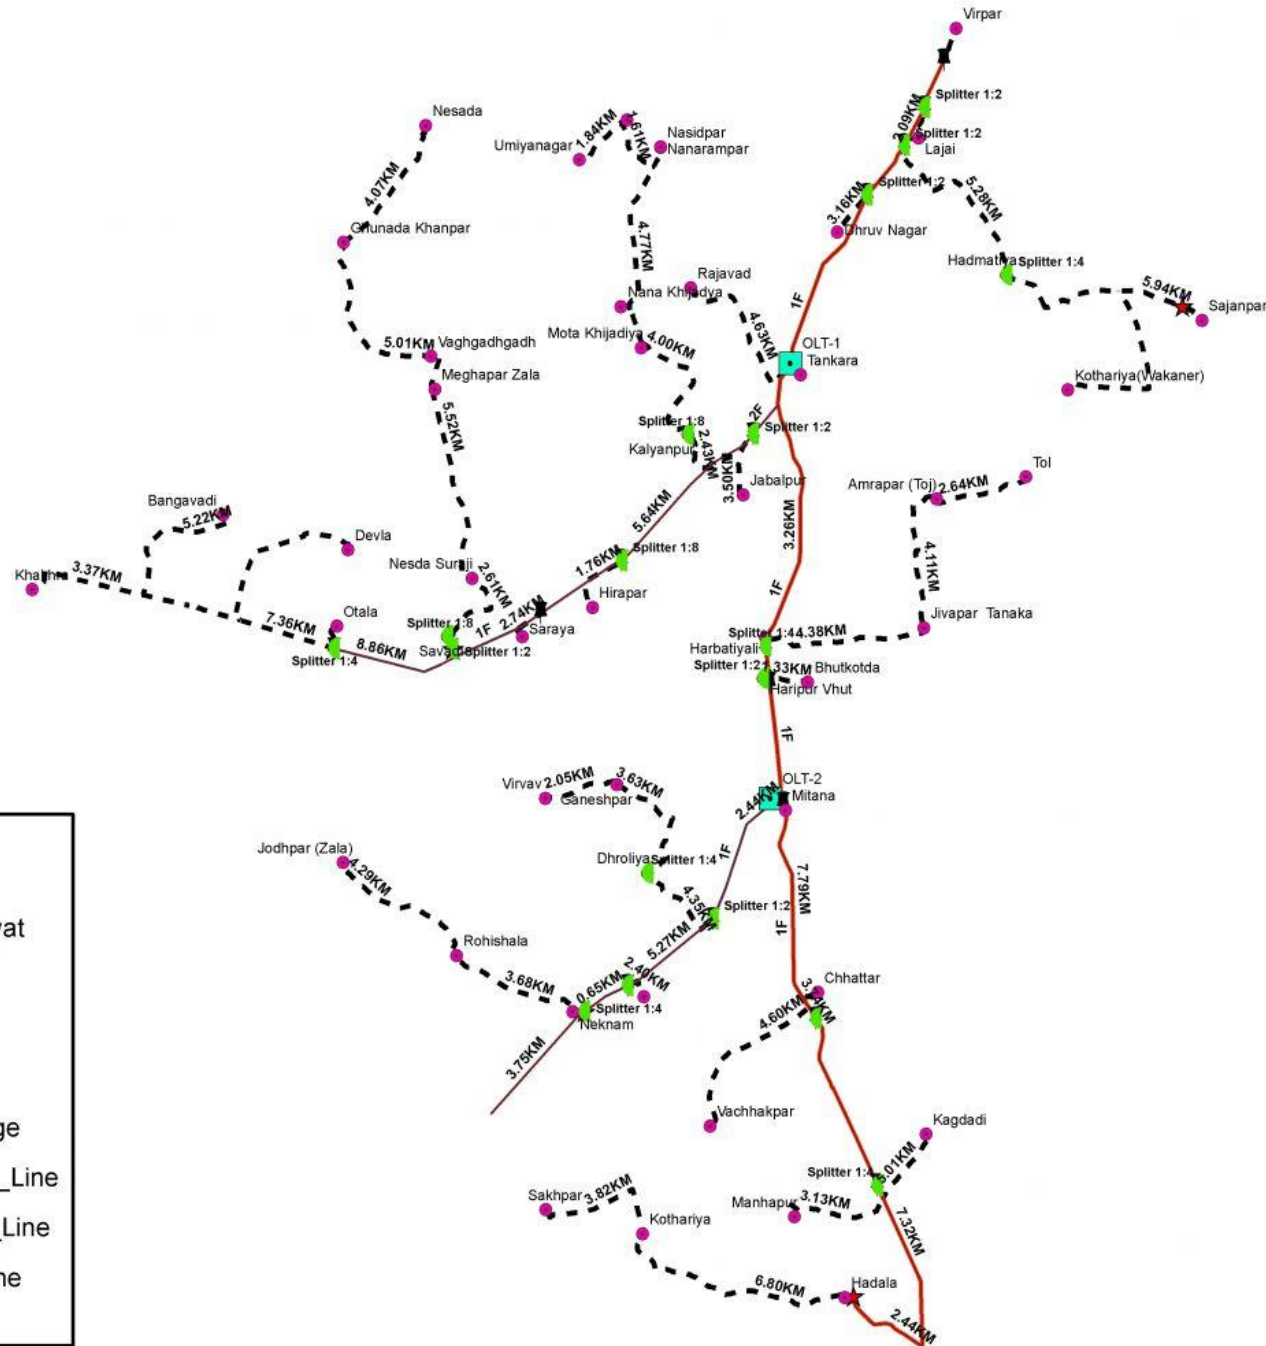 Virpar
Splitter 1:2
Splitter 1:2
Lajai
Nesada
1.84KM
Nasidpar
Umiyanagar
Nanarampar
Splitter 1:2
5.28KM
4.07KM
3.16KM
Dhruv Nagar
Ghunada Khanpar
4.77KM
Hadmatiya
Splitter 1:4
Rajavad
5.94KM
Sajanpar
Nana Khijadya
1F
4.63KM
Mota Khijadiya
4.00KM
OLT-1
Tankara
5.01KM
Vaghgadhgadh
Meghapar Zala
Kothariya(Wakaner)
5.52KM
Splitter 1:8
2F
Splitter 1:2
Kalyanpur
2.43KM
3.50KM
Jabalpur
Tol
Amrapar (Toj)
2.64KM
Bangavadi
5.22KM
5.64KM
3.26KM
Devla
Splitter 1:8
1.76KM
4.11KM
Nesda Suraji
2.61KM
3.37KM
Hirapar
1F
Otala
7.36KM
Splitter 1:8
1F
2.74KM
Saraya
Jivapar Tanaka
Splitter 1:4
4.38KM
Harbatiyali
8.86KM
Splitter 1:2
Splitter 1:4
Splitter 1:2
Bhutkotda
Haripur Vhut
1F
Virvav
2.05KM
3.63KM
OLT-2
Ganeshpar
2.44KM
Mitana
Jodhpar (Zala)
4.29KM
Dhroliya
Splitter 1:4
1F
7.79KM
4.35KM
Splitter 1:2
1F
Rohishala
5.27KM
3.68KM
2.40KM
0.65KM
Splitter 1:4
Neknam
Chhattar
4.60KM
3.75KM
Vachhakpar
Kagdadi
Splitter 1:4
Sakhpar
3.82KM
Manhapur
3.13KM
Kothariya
7.32KM
6.80KM
Hadala
2.44KM
_Line